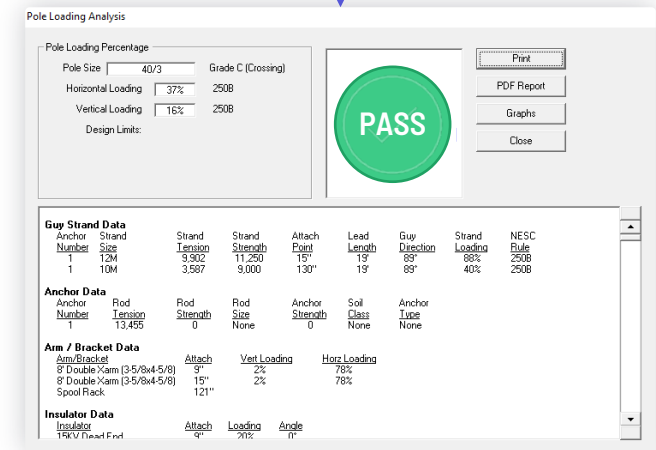 Pole Loading Analysis
Pole Loading Percentage
Pole Size 40/3 Grade C (Crossing)
Horizontal Loading 37% 250B
Vertical Loading 16% 250B
Design Limits:
PASS
Print
PDF Report
Graphs
Close
Guy Strand Data
Anchor Strand Strand Strand Attach Lead Guy Strand NESC
Number Size Tension Strength Point Length Direction Loading Rule
1 12M 9,902 11,250 15" 19' 89° 88% 250B
1 10M 3,587 9,000 130" 19' 89° 40% 250B
Anchor Data
Anchor Rod Rod Rod Anchor Soil Anchor
Number Tension Strength Size Strength Class Type
1 13,455 0 None 0 None None
Arm / Bracket Data
Arm/Bracket Attach Vert Loading Horz Loading
8' Double Xarm (3-5/8x4-5/8) 9" 2% 78%
8' Double Xarm (3-5/8x4-5/8) 15" 2% 78%
Spool Rack 121"
Insulator Data
Insulator Attach Loading Angle
15KV Dead End 9" 20% 0°